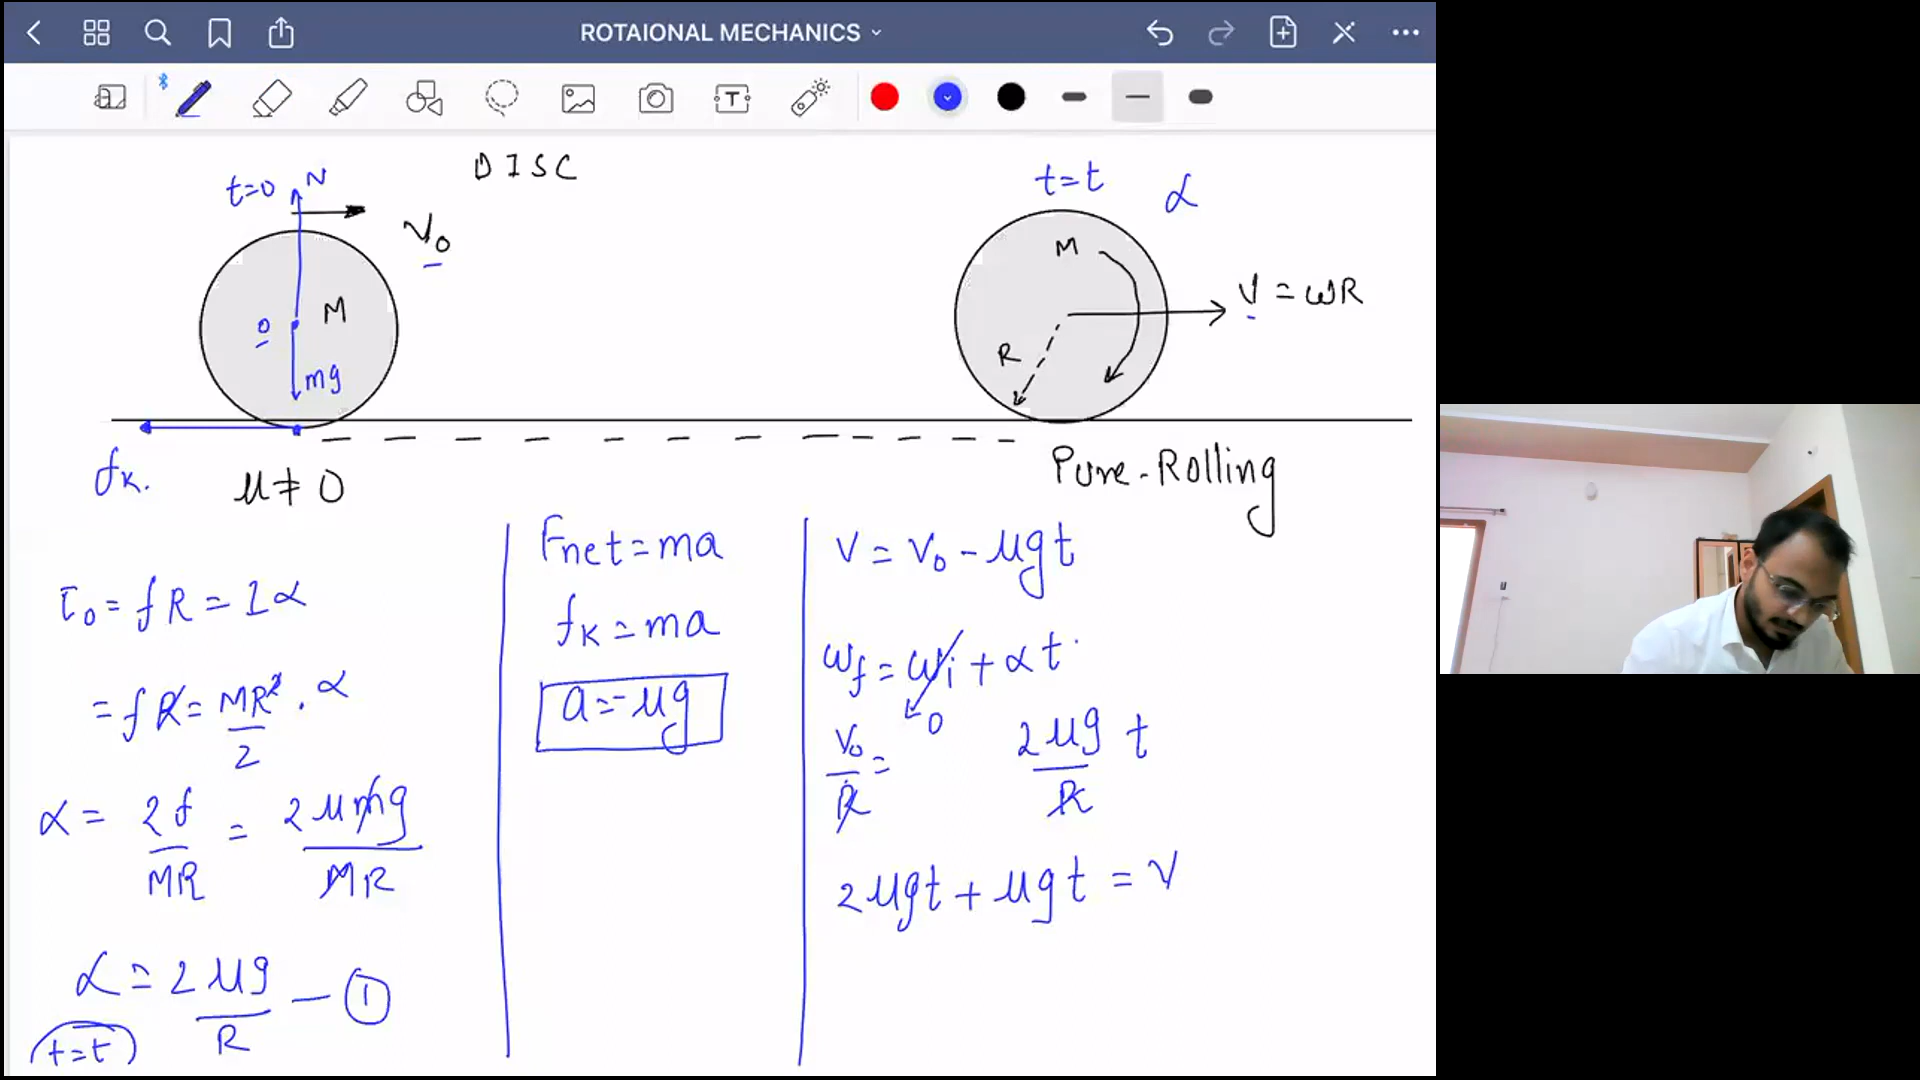 ROTAIONAL MECHANICS
DISC
t=0 N
V₀
M
o
mg
t=t
α
M
V = ωR
R
fₖ.
μ≠0
Pure-Rolling
τ₀ = fR = Iα
= fR = MR²/2 . α
α = 2f/MR = 2μmg/MR
α = 2μg/R - ①
(t=t)
Fnet = ma
fₖ = ma
a = -μg
V = V₀ - μgt
ωf = ωi + αt
0
V₀/R = 2μg/R t
2μgt + μgt = V